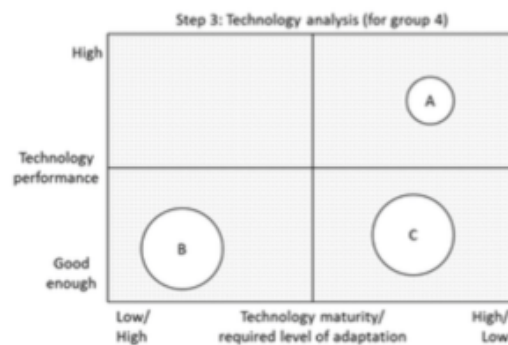 Step 3: Technology analysis (for group 4)
High
A
Technology
performance
B
C
Good
enough
Low/
High
Technology maturity/
required level of adaptation
High/
Low